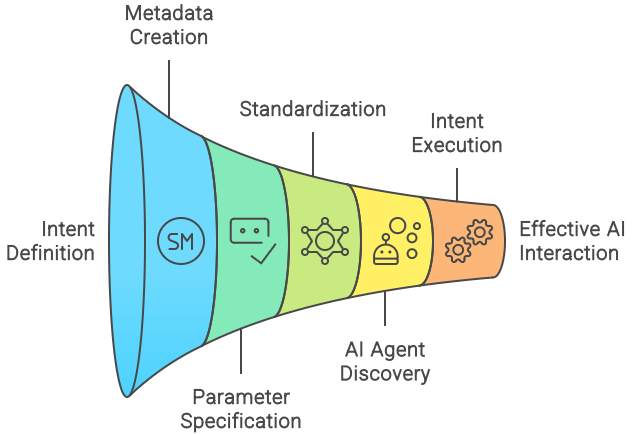 Metadata
Creation
Standardization
Intent
Execution
Intent
Definition
SM
Effective AI
Interaction
AI Agent
Discovery
Parameter
Specification